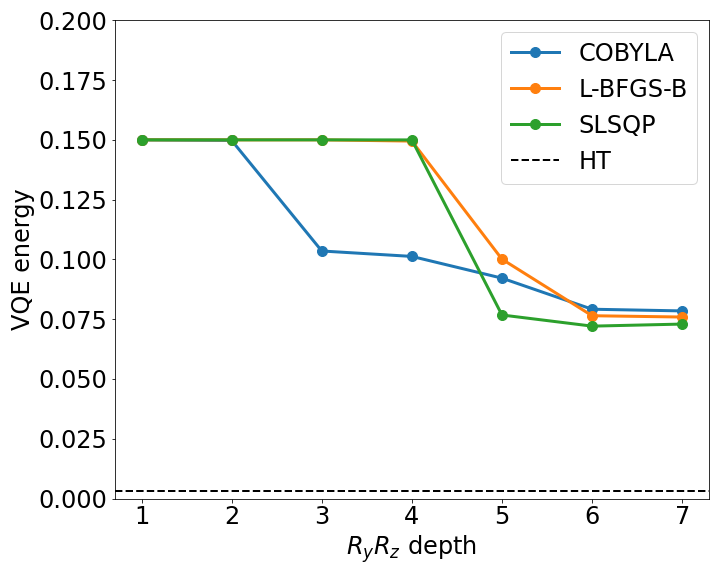 0.200
0.175
0.150
0.125
0.100
0.075
0.050
0.025
0.000
VQE energy
COBYLA
L-BFGS-B
SLSQP
HT
1 2 3 4 5 6 7
RyRz depth